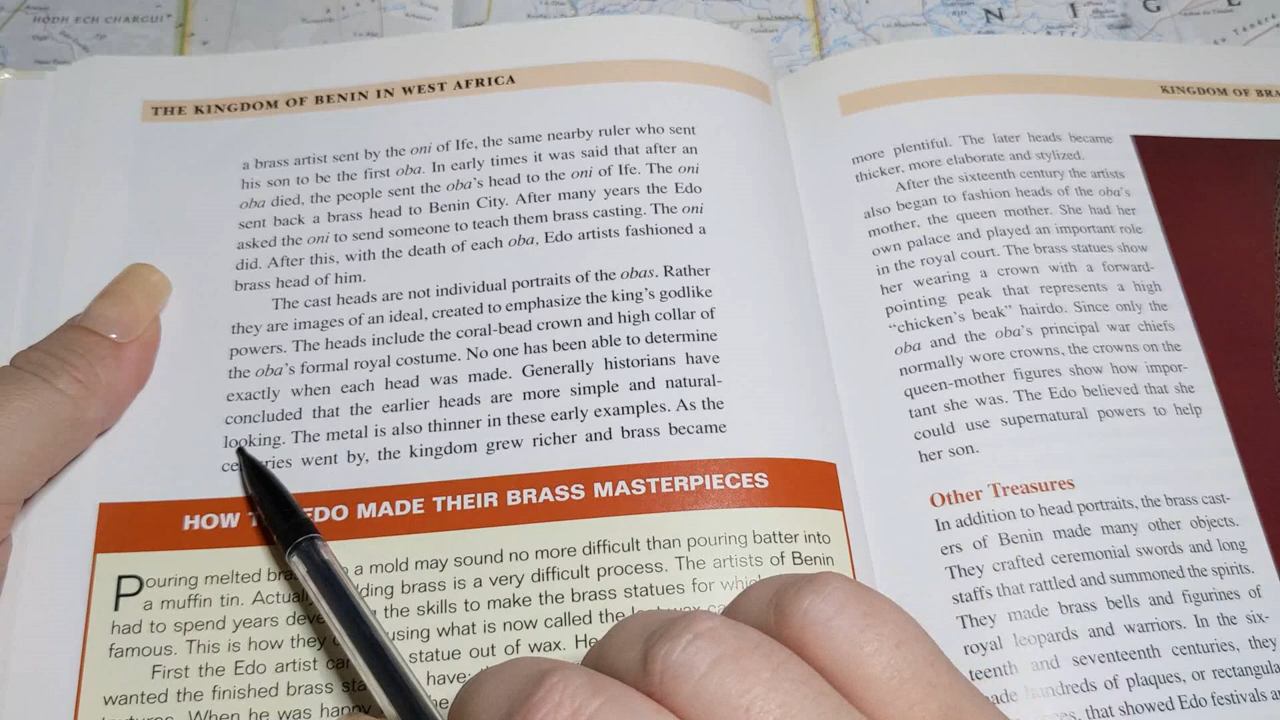 HODH ECH CHARGUI
N I G E
THE KINGDOM OF BENIN IN WEST AFRICA
a brass artist sent by the oni of Ife, the same nearby ruler who sent
his son to be the first oba. In early times it was said that after an
oba died, the people sent the oba's head to the oni of Ife. The oni
sent back a brass head to Benin City. After many years the Edo
asked the oni to send someone to teach them brass casting. The oni
did. After this, with the death of each oba, Edo artists fashioned a
brass head of him.
The cast heads are not individual portraits of the obas. Rather
they are images of an ideal, created to emphasize the king's godlike
powers. The heads include the coral-bead crown and high collar of
the oba's formal royal costume. No one has been able to determine
exactly when each head was made. Generally historians have
concluded that the earlier heads are more simple and natural-
looking. The metal is also thinner in these early examples. As the
went by, the kingdom grew richer and brass became
HOW EDO MADE THEIR BRASS MASTERPIECES
Pouring melted a mold may sound no more difficult than pouring batter into
a muffin tin. brass is a very difficult process. The artists of Benin
had to spend years the skills to make the brass statues for
famous. This is how they using what is now called the
First the Edo artist statue out of wax.
wanted the finished brass have
When he was happy
KINGDOM OF
more plentiful. The later heads became
thicker, more elaborate and stylized.
After the sixteenth century the artists
also began to fashion heads of the oba's
mother, the queen mother. She had her
own palace and played an important role
in the royal court. The brass statues show
her wearing a crown with a forward-
pointing peak that represents a high
"chicken's beak" hairdo. Since only the
oba and the oba's principal war chiefs
normally wore crowns, the crowns on the
queen-mother figures show how impor-
tant she was. The Edo believed that she
could use supernatural powers to help
her son.
Other Treasures
In addition to head portraits, the brass cast-
ers of Benin made many other objects.
They crafted ceremonial swords and long
staffs that rattled and summoned the spirits.
They made brass bells and figurines of
royal leopards and warriors. In the six-
teenth and seventeenth centuries, they
hundreds of plaques, or
that showed Edo festivals